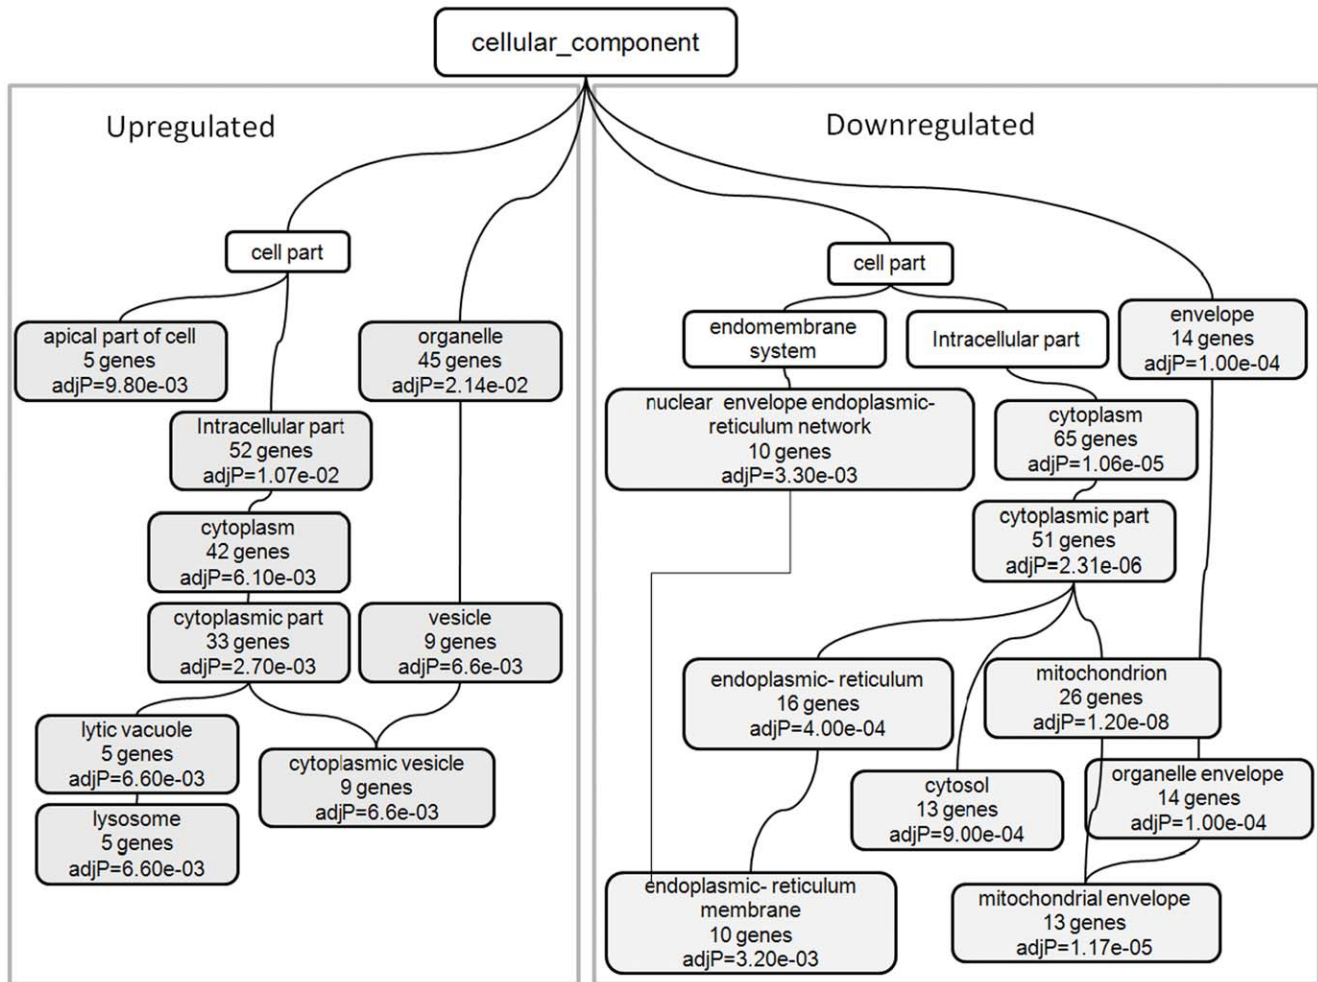 cellular_component
Upregulated
cell part
apical part of cell
5 genes
adjP=9.80e-03
organelle
45 genes
adjP=2.14e-02
Intracellular part
52 genes
adjP=1.07e-02
cytoplasm
42 genes
adjP=6.10e-03
cytoplasmic part
33 genes
adjP=2.70e-03
vesicle
9 genes
adjP=6.6e-03
lytic vacuole
5 genes
adjP=6.60e-03
cytoplasmic vesicle
9 genes
adjP=6.6e-03
lysosome
5 genes
adjP=6.60e-03
Downregulated
cell part
endomembrane
system
Intracellular part
envelope
14 genes
adjP=1.00e-04
nuclear envelope endoplasmic-
reticulum network
10 genes
adjP=3.30e-03
cytoplasm
65 genes
adjP=1.06e-05
cytoplasmic part
51 genes
adjP=2.31e-06
endoplasmic- reticulum
16 genes
adjP=4.00e-04
mitochondrion
26 genes
adjP=1.20e-08
cytosol
13 genes
adjP=9.00e-04
organelle envelope
14 genes
adjP=1.00e-04
endoplasmic- reticulum
membrane
10 genes
adjP=3.20e-03
mitochondrial envelope
13 genes
adjP=1.17e-05